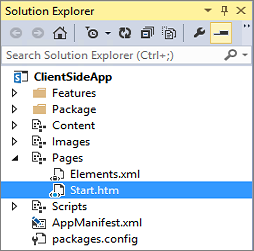 Solution Explorer
Search Solution Explorer (Ctrl+;)
ClientSideApp
Features
Package
Content
Images
Pages
Elements.xml
Start.htm
Scripts
AppManifest.xml
packages.config